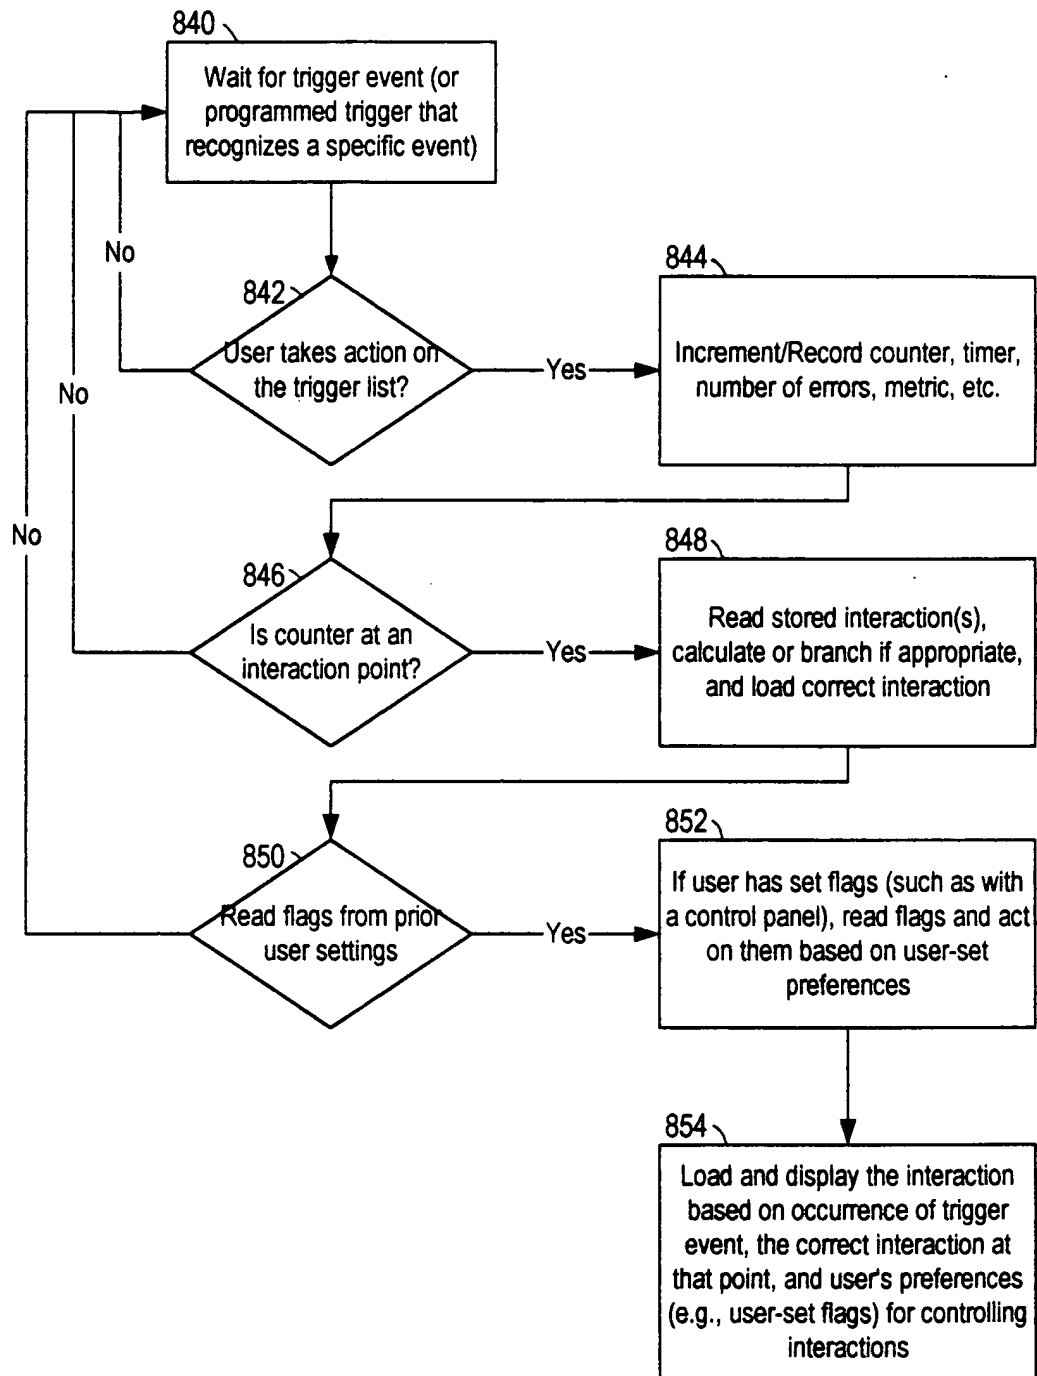 840
Wait for trigger event (or
programmed trigger that
recognizes a specific event)
No
842
User takes action on
the trigger list?
Yes
844
Increment/Record counter, timer,
number of errors, metric, etc.
No
846
Is counter at an
interaction point?
Yes
848
Read stored interaction(s),
calculate or branch if appropriate,
and load correct interaction
No
850
Read flags from prior
user settings
Yes
852
If user has set flags (such as with
a control panel), read flags and act
on them based on user-set
preferences
854
Load and display the interaction
based on occurrence of trigger
event, the correct interaction at
that point, and user's preferences
(e.g., user-set flags) for controlling
interactions